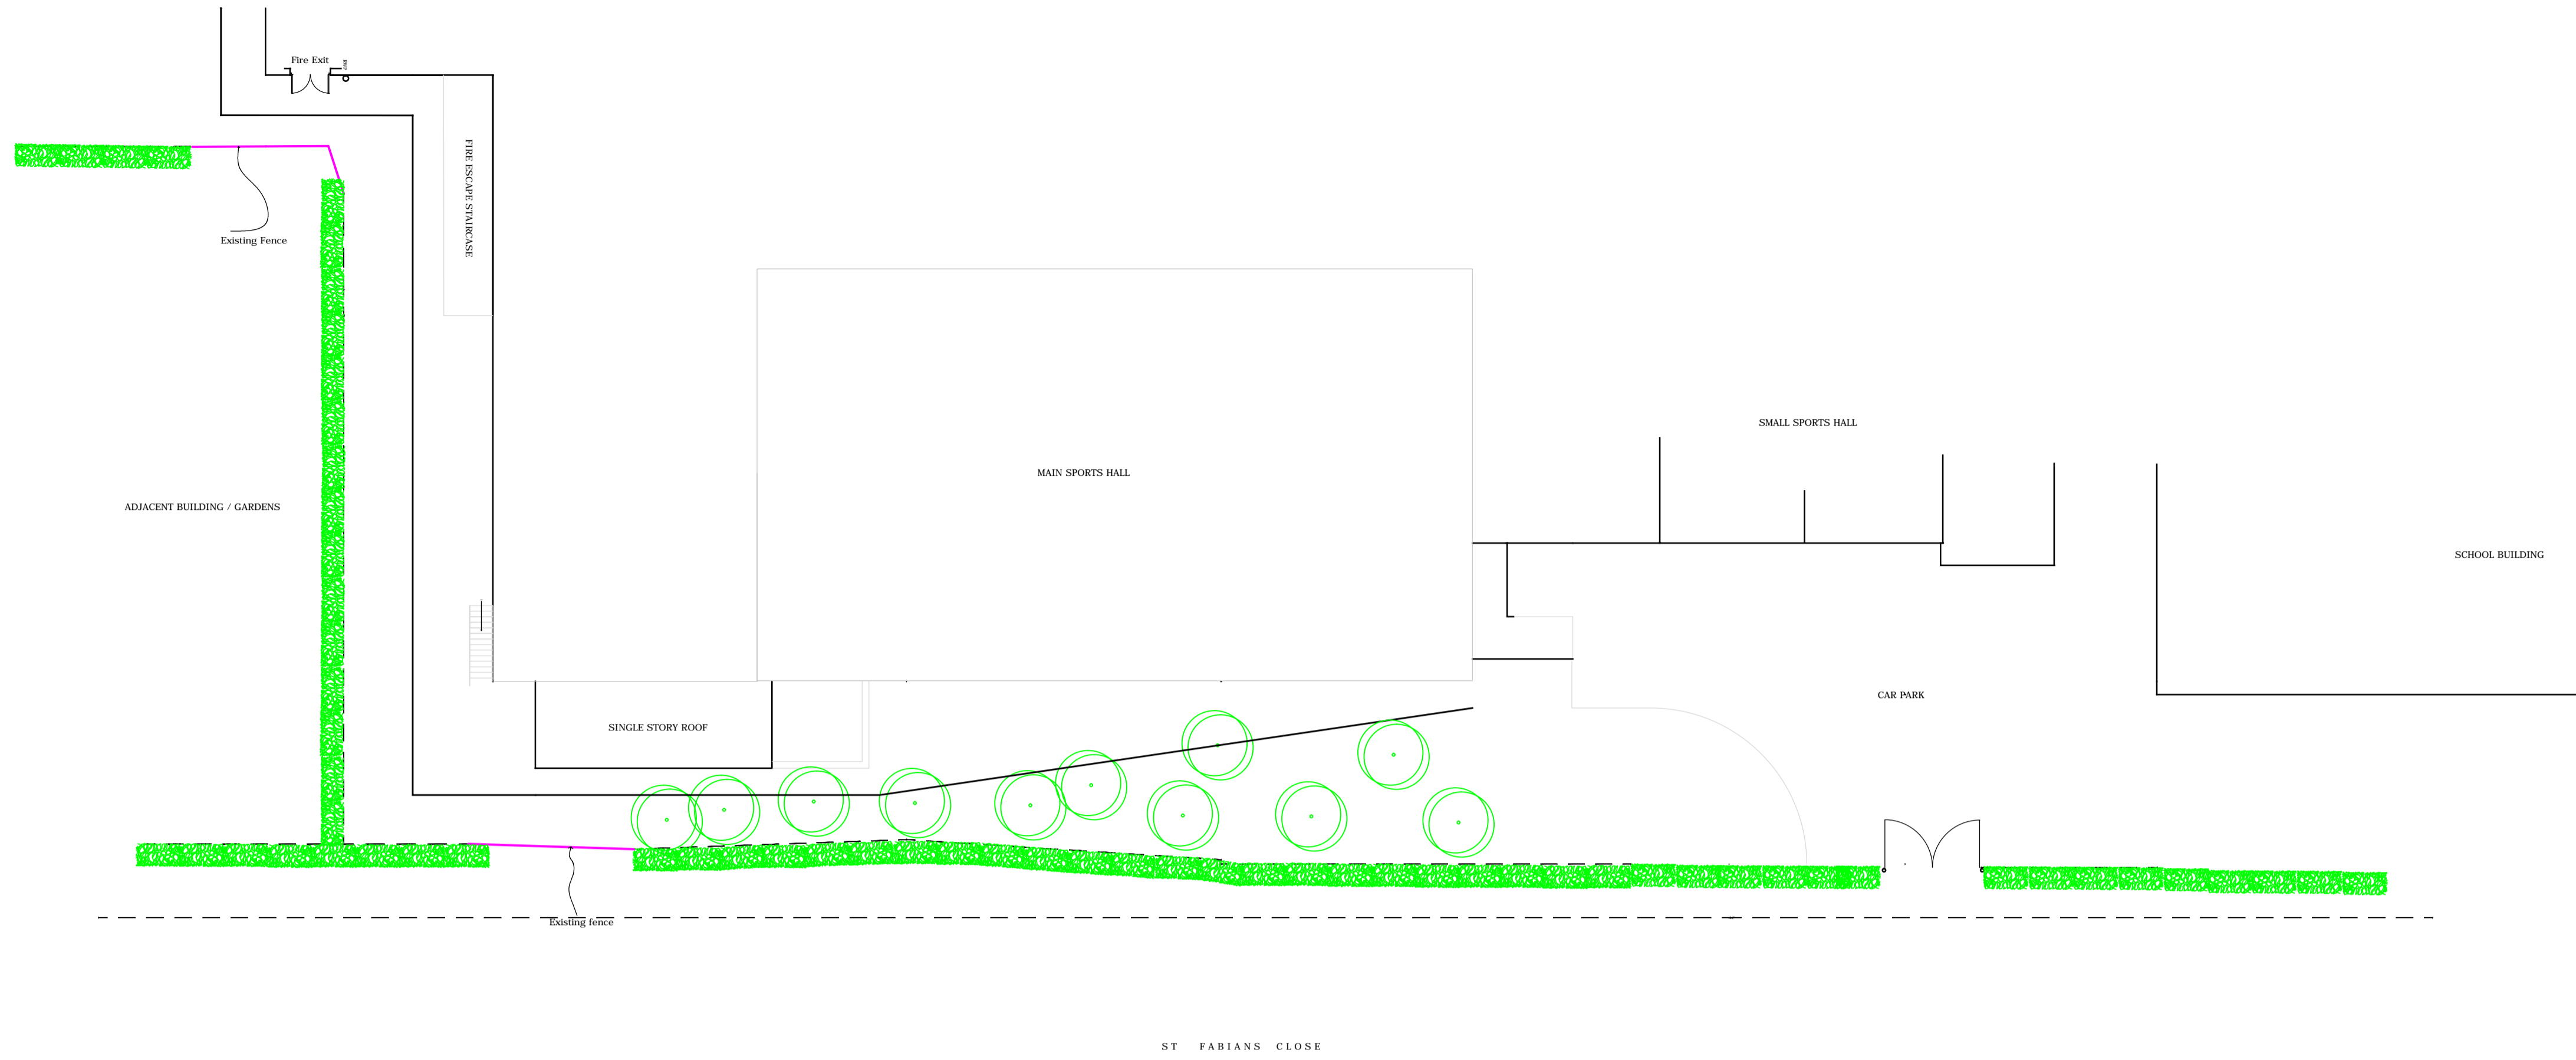 Fire Exit
FIRE ESCAPE STAIRCASE
Existing Fence
SMALL SPORTS HALL
MAIN SPORTS HALL
ADJACENT BUILDING / GARDENS
SCHOOL BUILDING
CAR PARK
SINGLE STORY ROOF
Existing fence
ST FABIANS CLOSE